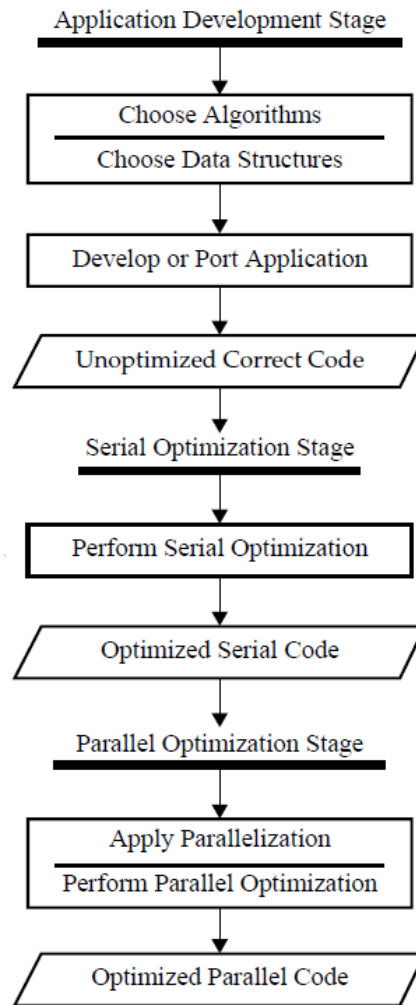 Application Development Stage
Choose Algorithms
Choose Data Structures
Develop or Port Application
Unoptimized Correct Code
Serial Optimization Stage
Perform Serial Optimization
Optimized Serial Code
Parallel Optimization Stage
Apply Parallelization
Perform Parallel Optimization
Optimized Parallel Code